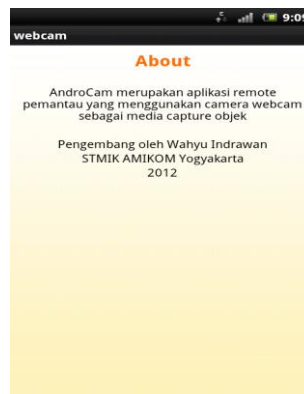 9:09
webcam
About
AndroCam merupakan aplikasi remote
pemantau yang menggunakan camera webcam
sebagai media capture objek
Pengembang oleh Wahyu Indrawan
STMIK AMIKOM Yogyakarta
2012